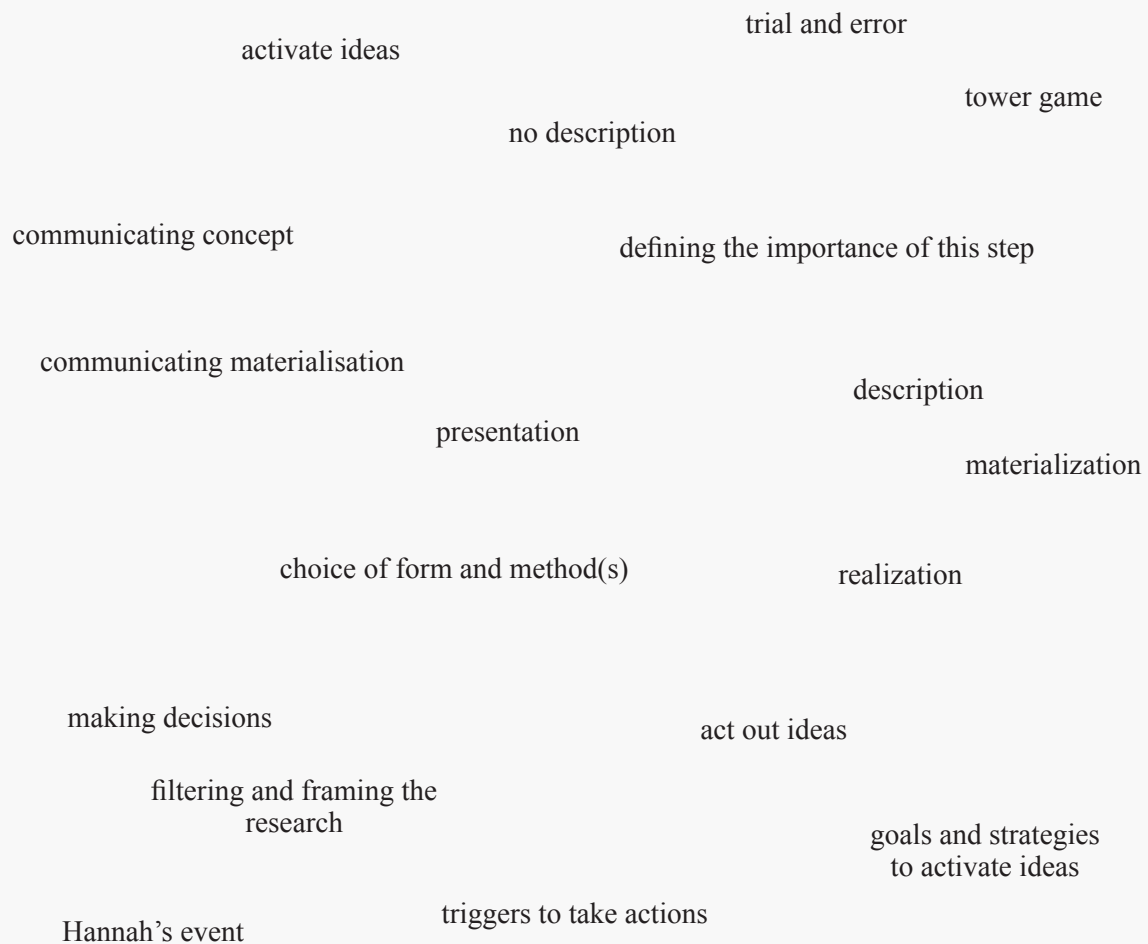 trial and error
activate ideas
tower game
no description
communicating concept
defining the importance of this step
communicating materialisation
description
presentation
materialization
choice of form and method(s)
realization
making decisions
act out ideas
filtering and framing the
research
goals and strategies
to activate ideas
triggers to take actions
Hannah’s event